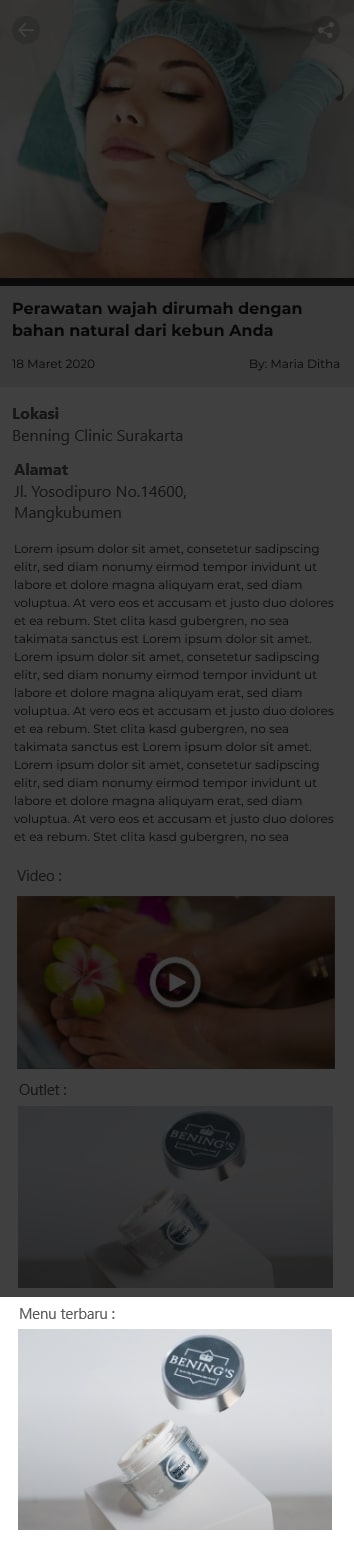 Perawatan wajah dirumah dengan
bahan natural dari kebun Anda
18 Maret 2020 By: Maria Ditha
Lokasi
Benning Clinic Surakarta
Alamat
Jl. Yosodipuro No.14600,
Mangkubumen
Lorem ipsum dolor sit amet, consetetur sadipscing
elitr, sed diam nonumy eirmod tempor invidunt ut
labore et dolore magna aliquyam erat, sed diam
voluptua. At vero eos et accusam et justo duo dolores
et ea rebum. Stet clita kasd gubergren, no sea
takimata sanctus est Lorem ipsum dolor sit amet.
Lorem ipsum dolor sit amet, consetetur sadipscing
elitr, sed diam nonumy eirmod tempor invidunt ut
labore et dolore magna aliquyam erat, sed diam
voluptua. At vero eos et accusam et justo duo dolores
et ea rebum. Stet clita kasd gubergren, no sea
takimata sanctus est Lorem ipsum dolor sit amet.
Lorem ipsum dolor sit amet, consetetur sadipscing
elitr, sed diam nonumy eirmod tempor invidunt ut
labore et dolore magna aliquyam erat, sed diam
voluptua. At vero eos et accusam et justo duo dolores
et ea rebum. Stet clita kasd gubergren, no sea
Video :
Outlet :
BENING'S
Menu terbaru :
BENING'S
NIGHT
CREAM